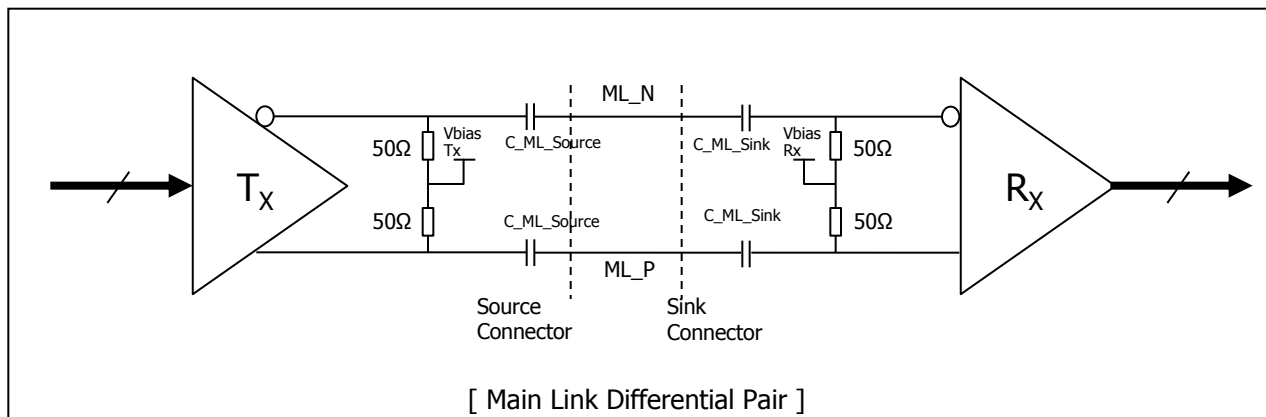 ML_N
Vbias
Tx
C_ML_Source
C_ML_Sink
Vbias
Rx
50Ω
50Ω
TX
RX
50Ω
C_ML_Source
C_ML_Sink
50Ω
ML_P
Source
Connector
Sink
Connector
[ Main Link Differential Pair ]